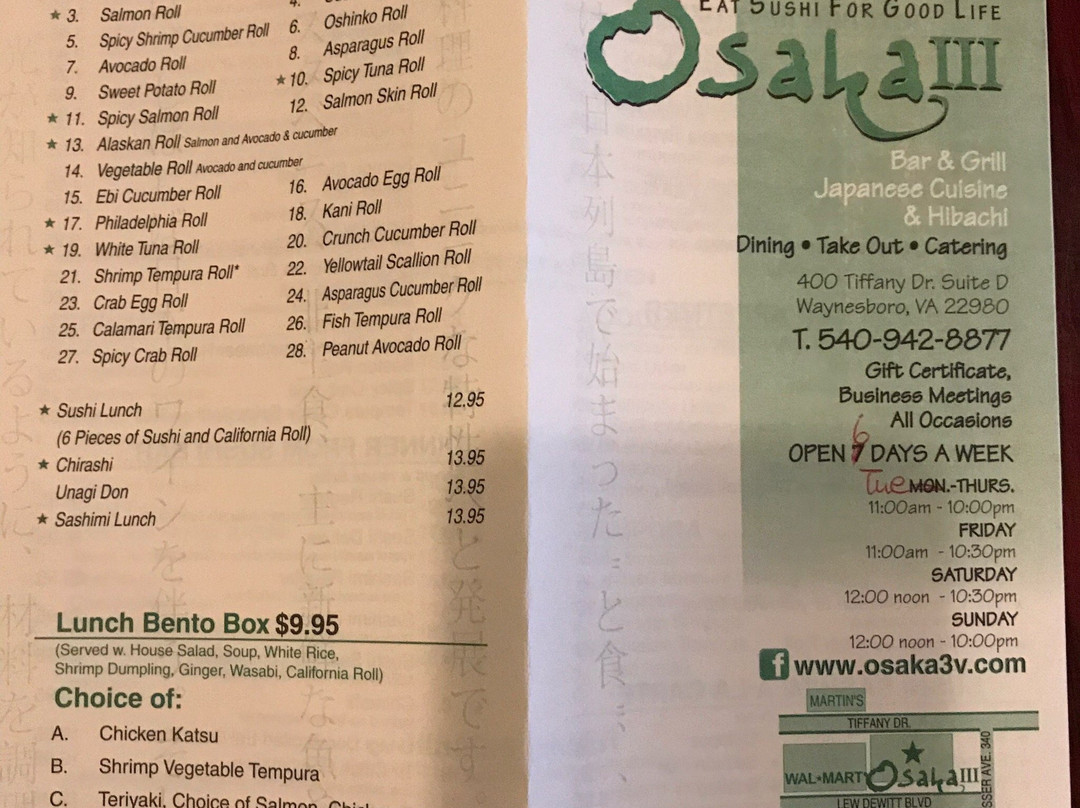 ★ 3. Salmon Roll
5. Spicy Shrimp Cucumber Roll
7. Avocado Roll
9. Sweet Potato Roll
★ 11. Spicy Salmon Roll
★ 13. Alaskan Roll Salmon and Avocado & cucumber
14. Vegetable Roll Avocado and cucumber
15. Ebi Cucumber Roll
★ 17. Philadelphia Roll
★ 19. White Tuna Roll
21. Shrimp Tempura Roll*
23. Crab Egg Roll
25. Calamari Tempura Roll
27. Spicy Crab Roll
4.
6. Oshinko Roll
8. Asparagus Roll
★ 10. Spicy Tuna Roll
12. Salmon Skin Roll
16. Avocado Egg Roll
18. Kani Roll
20. Crunch Cucumber Roll
22. Yellowtail Scallion Roll
24. Asparagus Cucumber Roll
26. Fish Tempura Roll
28. Peanut Avocado Roll
★ Sushi Lunch 12.95
(6 Pieces of Sushi and California Roll)
★ Chirashi 13.95
Unagi Don 13.95
★ Sashimi Lunch 13.95
Lunch Bento Box $9.95
(Served w. House Salad, Soup, White Rice,
Shrimp Dumpling, Ginger, Wasabi, California Roll)
Choice of:
A. Chicken Katsu
B. Shrimp Vegetable Tempura
C. Teriyaki, Choice of Salmon,
日本列島で始まった
と食
EAT SUSHI FOR GOOD LIFE
Osaka III
Bar & Grill
Japanese Cuisine
& Hibachi
Dining • Take Out • Catering
400 Tiffany Dr. Suite D
Waynesboro, VA 22980
T. 540-942-8877
Gift Certificate,
Business Meetings
All Occasions
6
OPEN 7 DAYS A WEEK
Tue MON.-THURS.
11:00am - 10:00pm
FRIDAY
11:00am - 10:30pm
SATURDAY
12:00 noon - 10:30pm
SUNDAY
12:00 noon - 10:00pm
f www.osaka3v.com
MARTIN'S
TIFFANY DR.
WAL★MART
Osaka III
LEW DEWITT BLVD
SSER AVE. 340